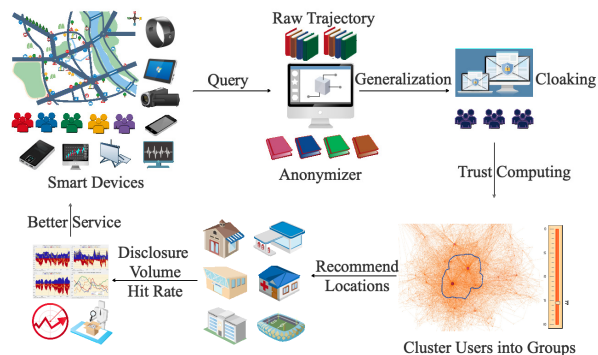 Raw Trajectory
Query
Generalization
Cloaking
Smart Devices
Anonymizer
Trust Computing
Better Service
Disclosure
Volume
Hit Rate
Recommend
Locations
Cluster Users into Groups